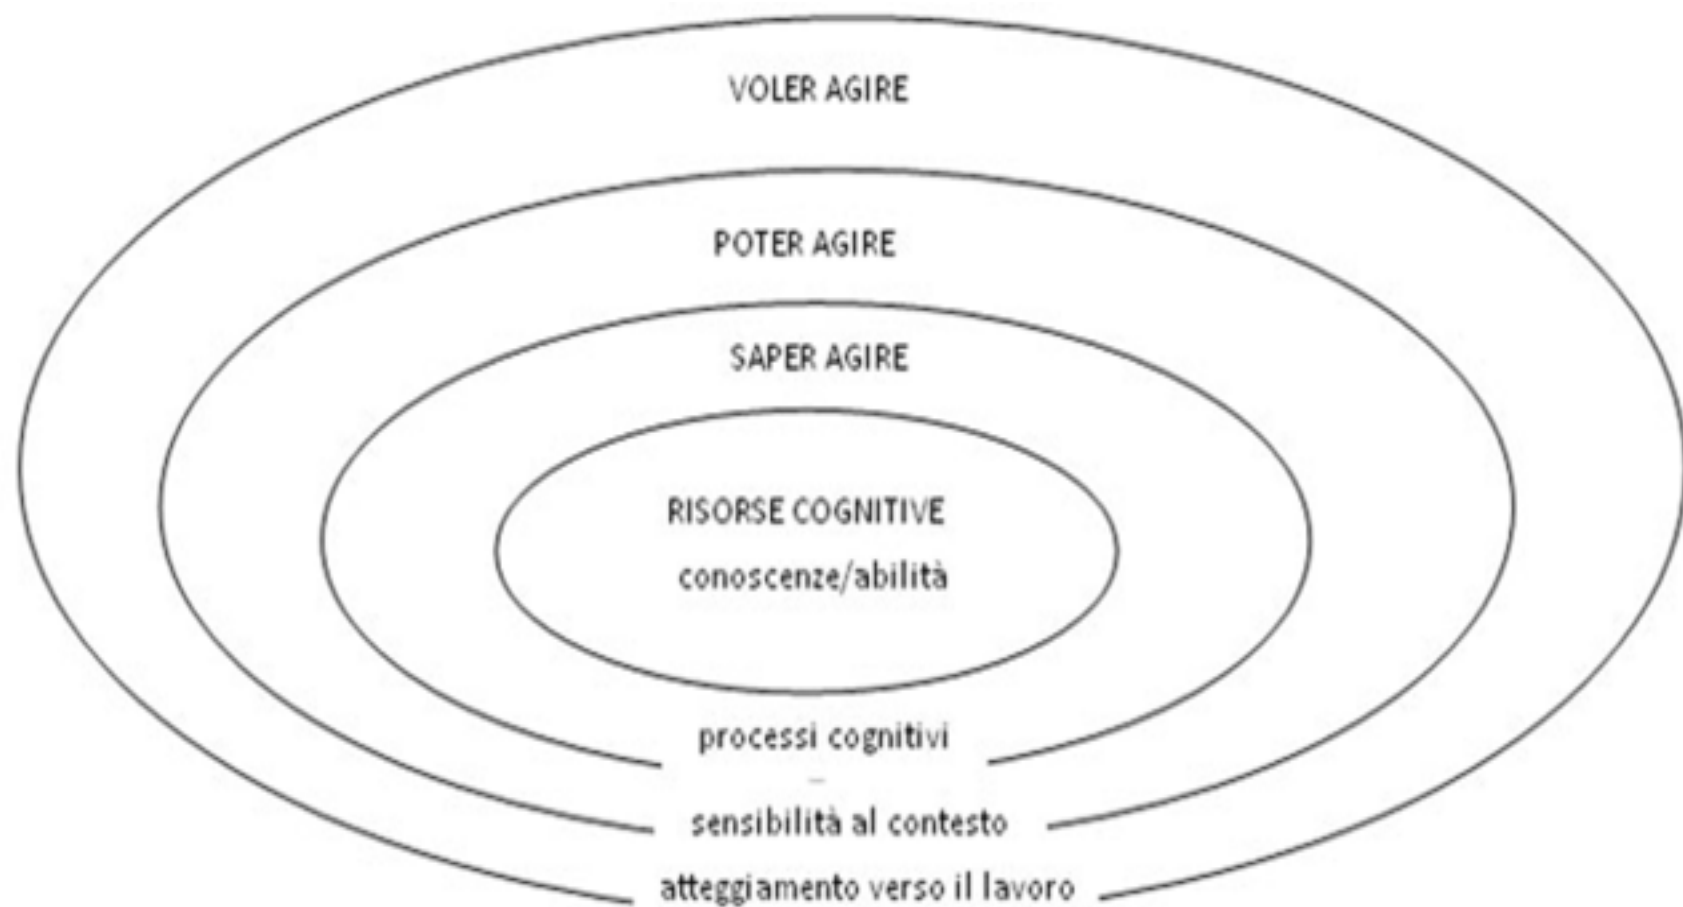 VOLER AGIRE
POTER AGIRE
SAPER AGIRE
RISORSE COGNITIVE
conoscenze/abilità
processi cognitivi
sensibilità al contesto
atteggiamento verso il lavoro